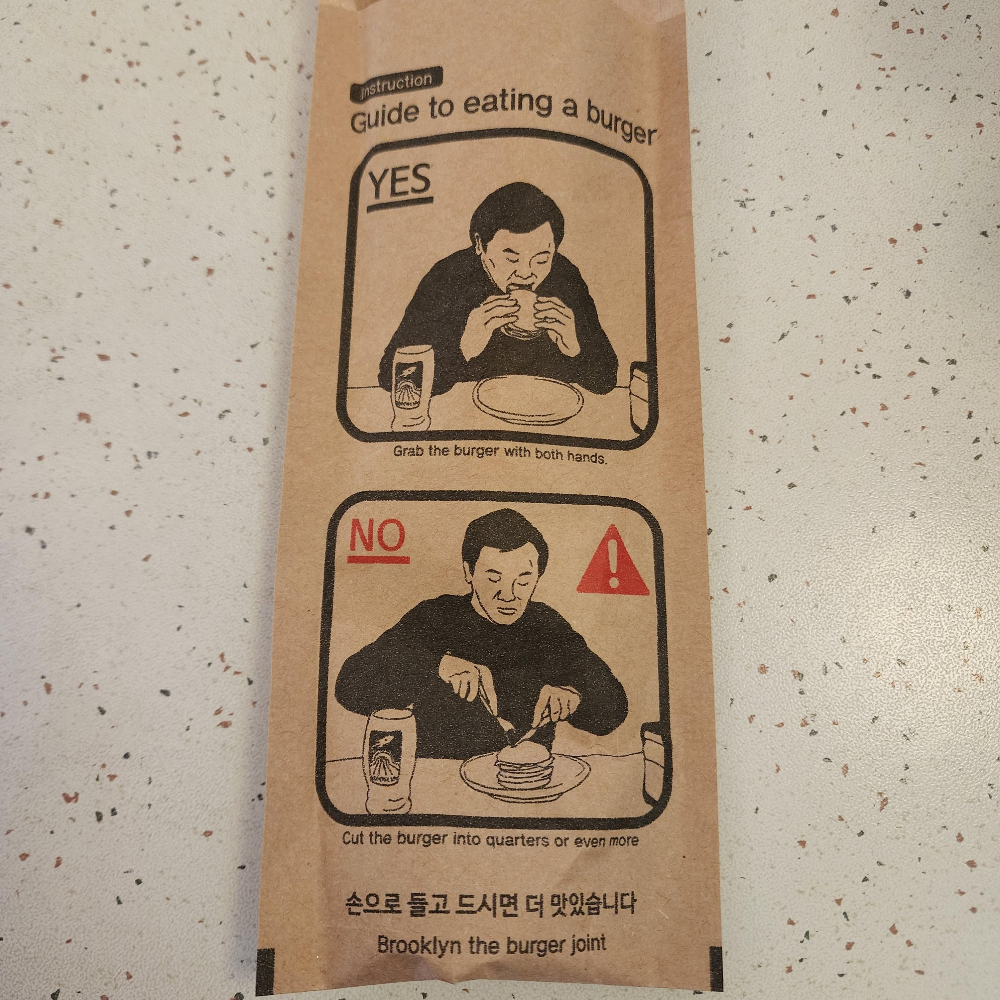 Instruction
Guide to eating a burger
YES
Grab the burger with both hands.
NO
Cut the burger into quarters or even more
손으로 들고 드시면 더 맛있습니다
Brooklyn the burger joint